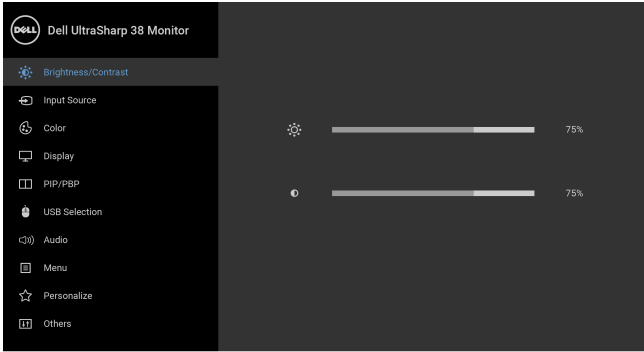 DELL
Dell UltraSharp 38 Monitor
Brightness/Contrast
Input Source
Color
Display
PIP/PBP
USB Selection
Audio
Menu
Personalize
Others
75%
75%